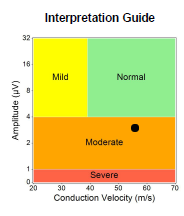 Interpretation Guide
32
16
8
4
2
1
0
Amplitude (µV)
Mild
Normal
Moderate
Severe
20 30 40 50 60 70
Conduction Velocity (m/s)